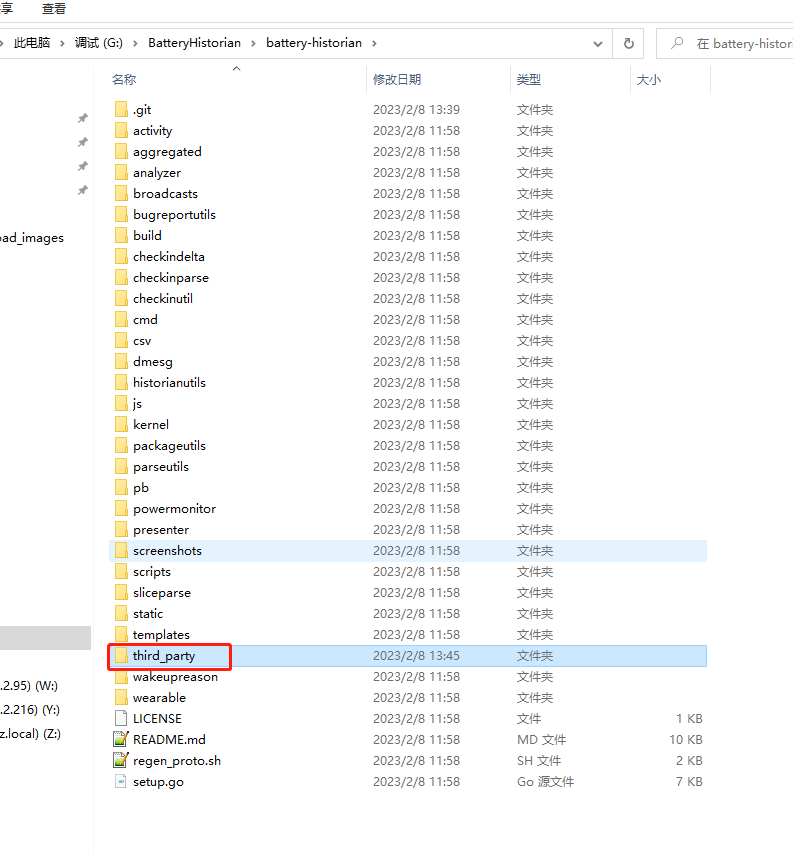 享 查看
此电脑 > 调试 (G:) > BatteryHistorian > battery-historian >
在 battery-histori
名称 修改日期 类型 大小
.git 2023/2/8 13:39 文件夹
activity 2023/2/8 11:58 文件夹
aggregated 2023/2/8 11:58 文件夹
analyzer 2023/2/8 11:58 文件夹
broadcasts 2023/2/8 11:58 文件夹
bugreportutils 2023/2/8 11:58 文件夹
oad_images
build 2023/2/8 11:58 文件夹
checkindelta 2023/2/8 11:58 文件夹
checkinparse 2023/2/8 11:58 文件夹
checkinutil 2023/2/8 11:58 文件夹
cmd 2023/2/8 11:58 文件夹
csv 2023/2/8 11:58 文件夹
dmesg 2023/2/8 11:58 文件夹
historianutils 2023/2/8 11:58 文件夹
js 2023/2/8 11:58 文件夹
kernel 2023/2/8 11:58 文件夹
packageutils 2023/2/8 11:58 文件夹
parseutils 2023/2/8 11:58 文件夹
pb 2023/2/8 11:58 文件夹
powermonitor 2023/2/8 11:58 文件夹
presenter 2023/2/8 11:58 文件夹
screenshots 2023/2/8 11:58 文件夹
scripts 2023/2/8 11:58 文件夹
sliceparse 2023/2/8 11:58 文件夹
static 2023/2/8 11:58 文件夹
templates 2023/2/8 11:58 文件夹
third_party 2023/2/8 13:45 文件夹
wakeupreason 2023/2/8 11:58 文件夹
.2.95) (W:)
wearable 2023/2/8 11:58 文件夹
.2.216) (Y:)
LICENSE 2023/2/8 11:58 文件 1 KB
z.local) (Z:)
README.md 2023/2/8 11:58 MD 文件 10 KB
regen_proto.sh 2023/2/8 11:58 SH 文件 2 KB
setup.go 2023/2/8 11:58 Go 源文件 7 KB